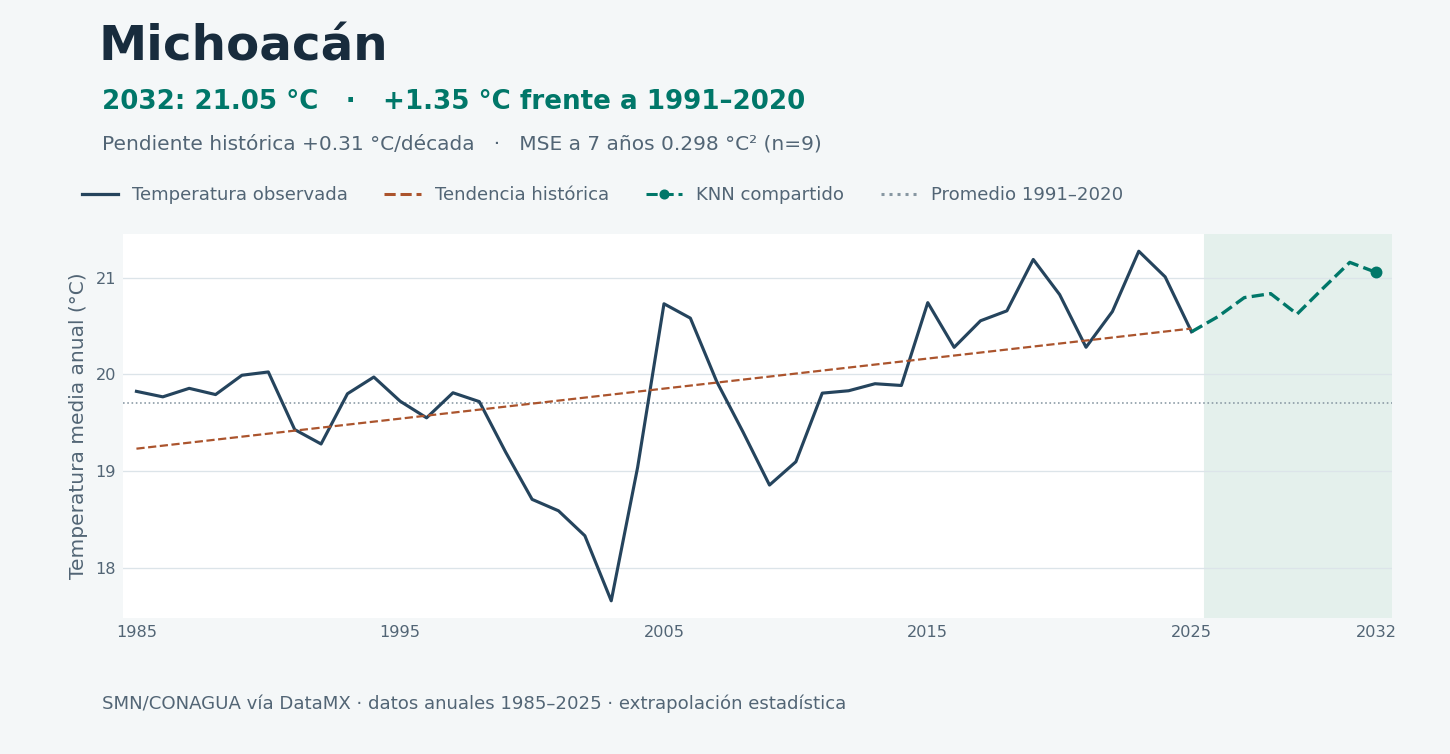 Michoacán
2032: 21.05 °C · +1.35 °C frente a 1991–2020
Pendiente histórica +0.31 °C/década · MSE a 7 años 0.298 °C² (n=9)
Temperatura observada Tendencia histórica KNN compartido Promedio 1991–2020
Temperatura media anual (°C)
21
20
19
18
1985 1995 2005 2015 2025 2032
SMN/CONAGUA vía DataMX · datos anuales 1985–2025 · extrapolación estadística